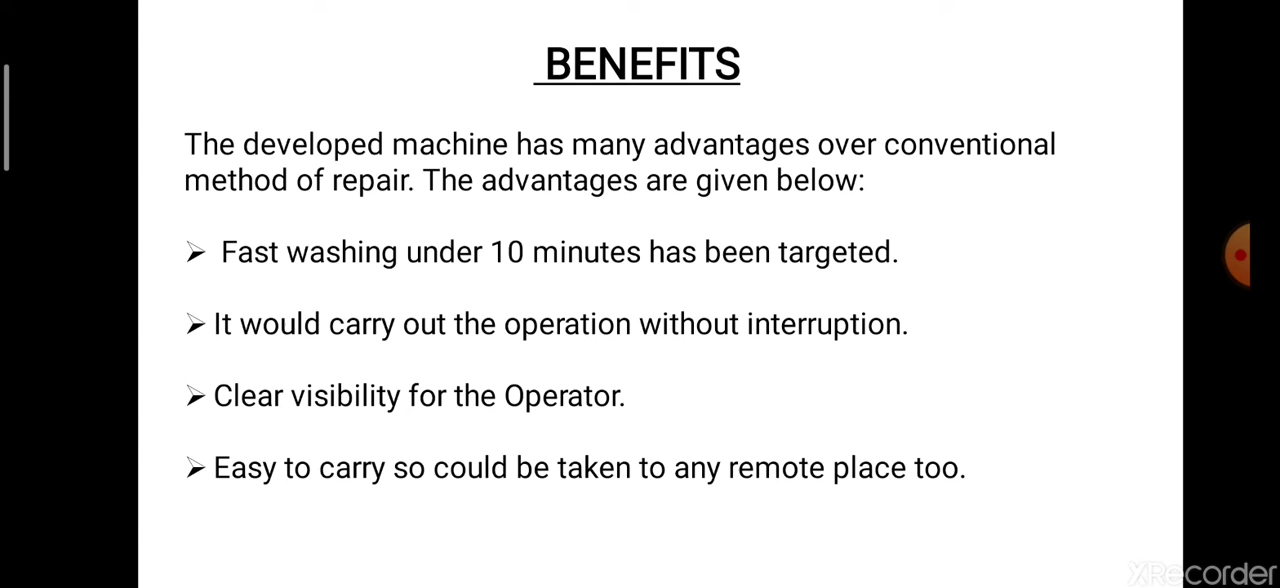 BENEFITS
The developed machine has many advantages over conventional
method of repair. The advantages are given below:
➢ Fast washing under 10 minutes has been targeted.
➢ It would carry out the operation without interruption.
➢ Clear visibility for the Operator.
➢ Easy to carry so could be taken to any remote place too.
XRecorder